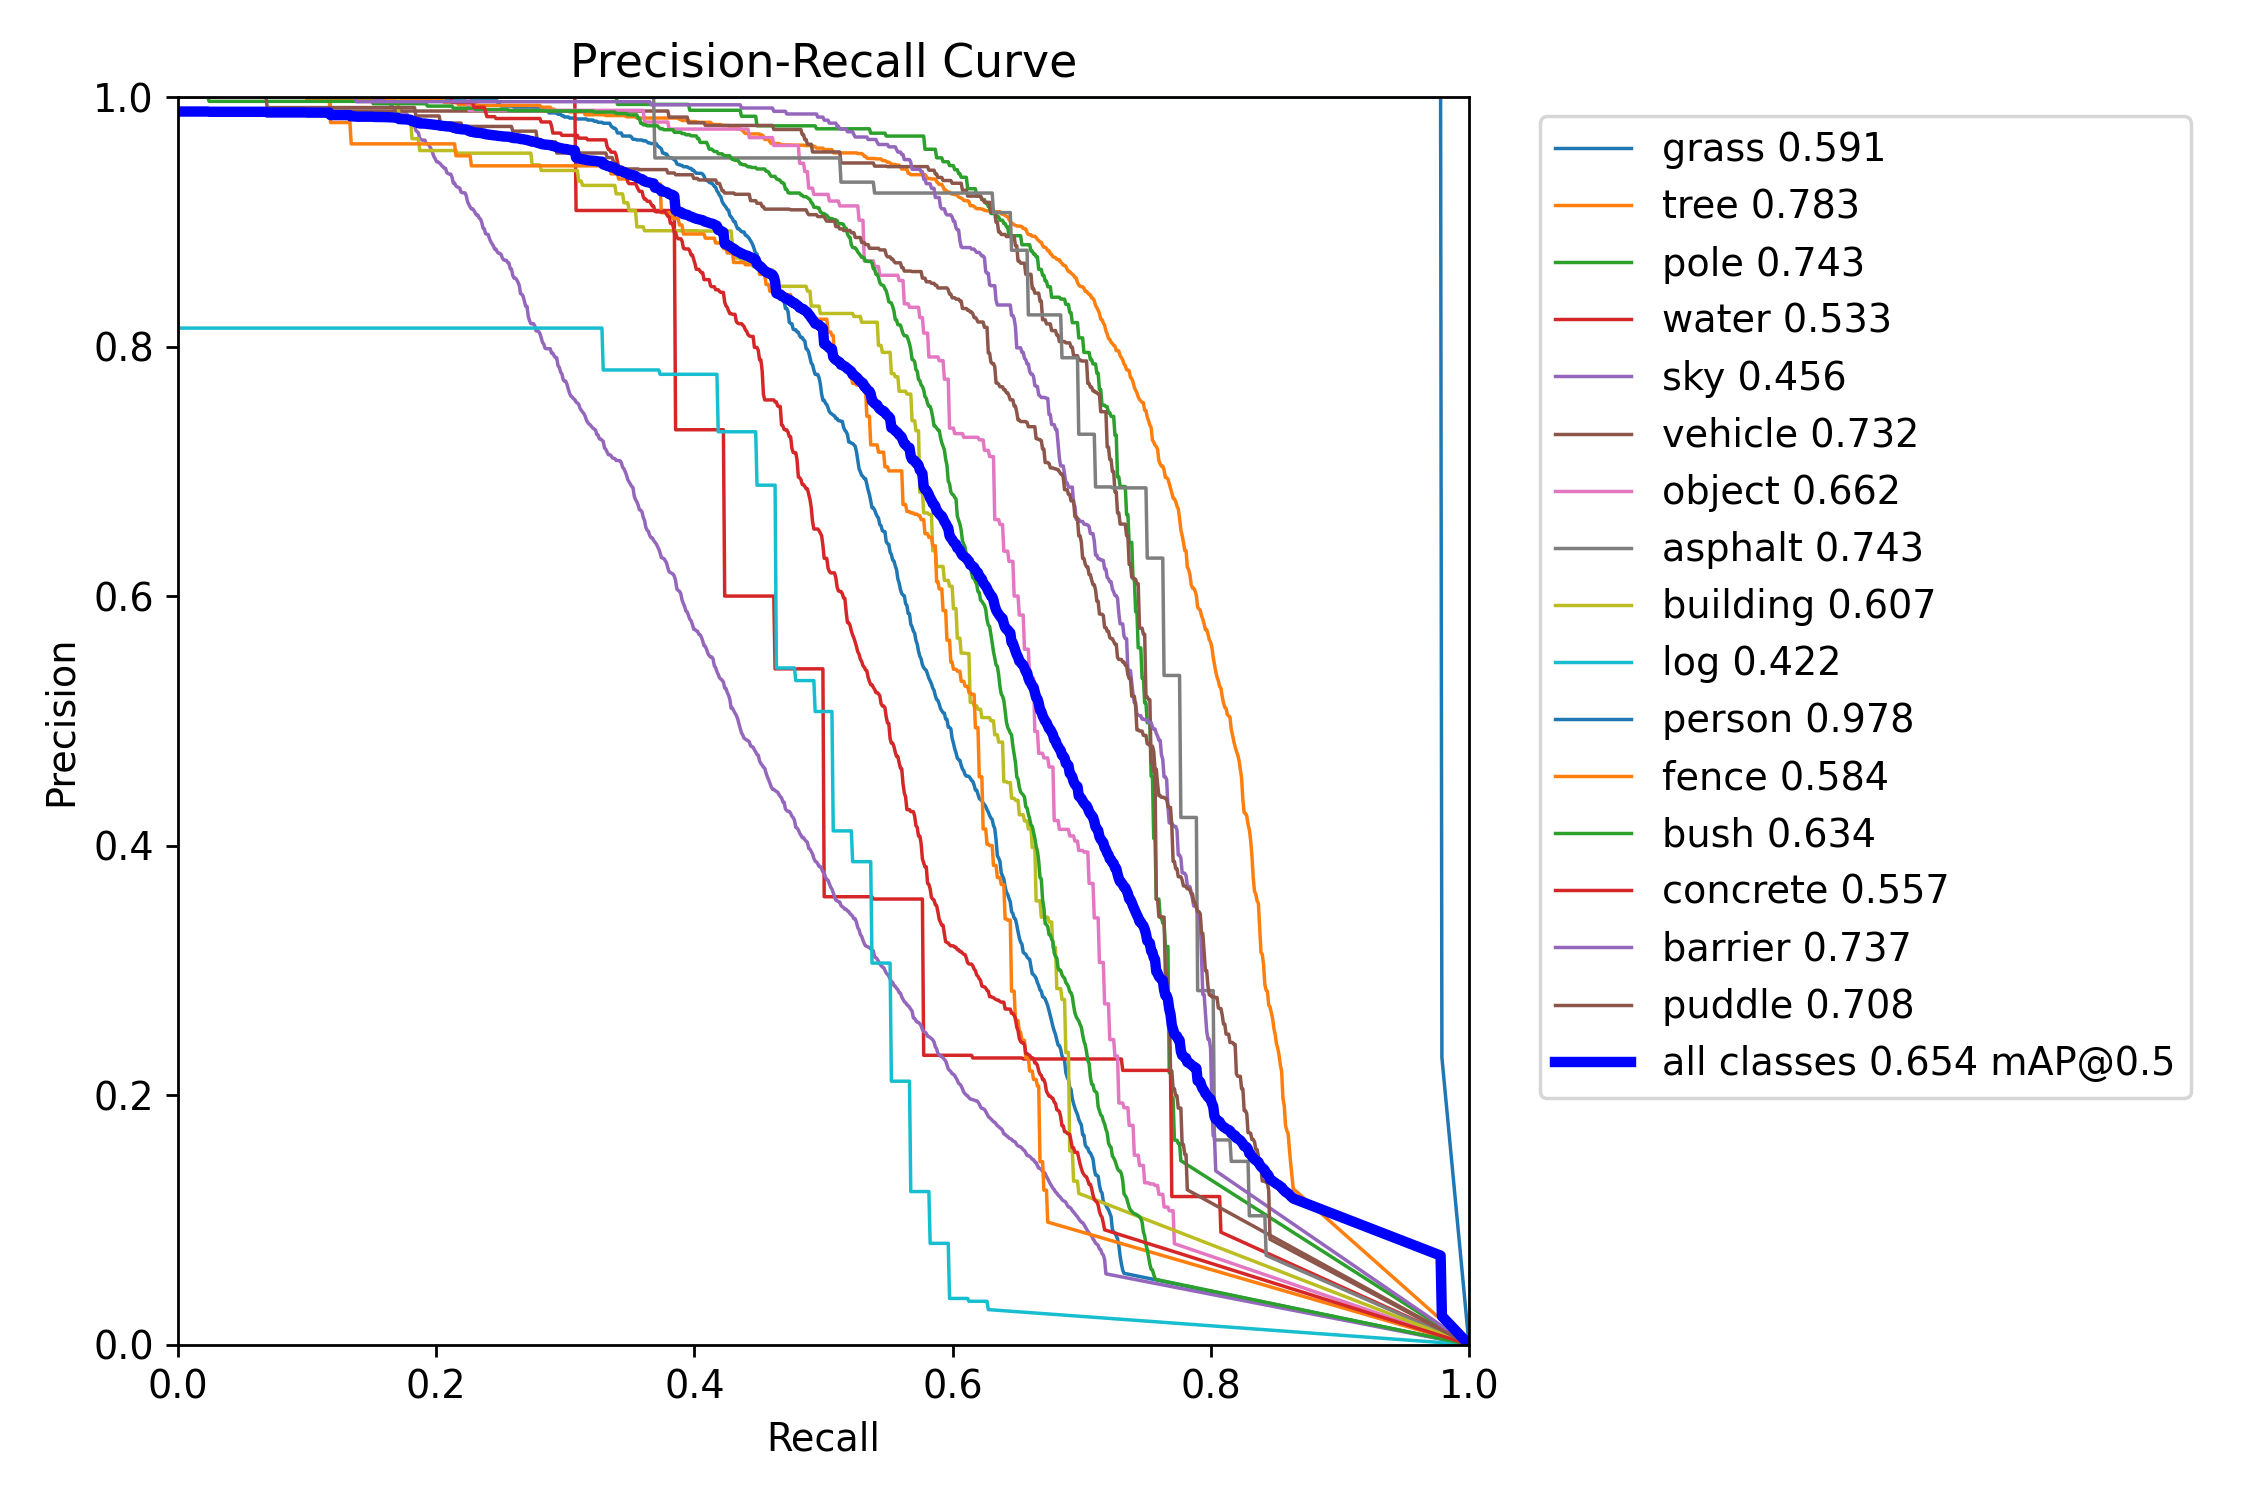 Precision-Recall Curve
1.0
0.8
0.6
0.4
0.2
0.0
Precision
0.0 0.2 0.4 0.6 0.8 1.0
Recall
grass 0.591
tree 0.783
pole 0.743
water 0.533
sky 0.456
vehicle 0.732
object 0.662
asphalt 0.743
building 0.607
log 0.422
person 0.978
fence 0.584
bush 0.634
concrete 0.557
barrier 0.737
puddle 0.708
all classes 0.654 mAP@0.5